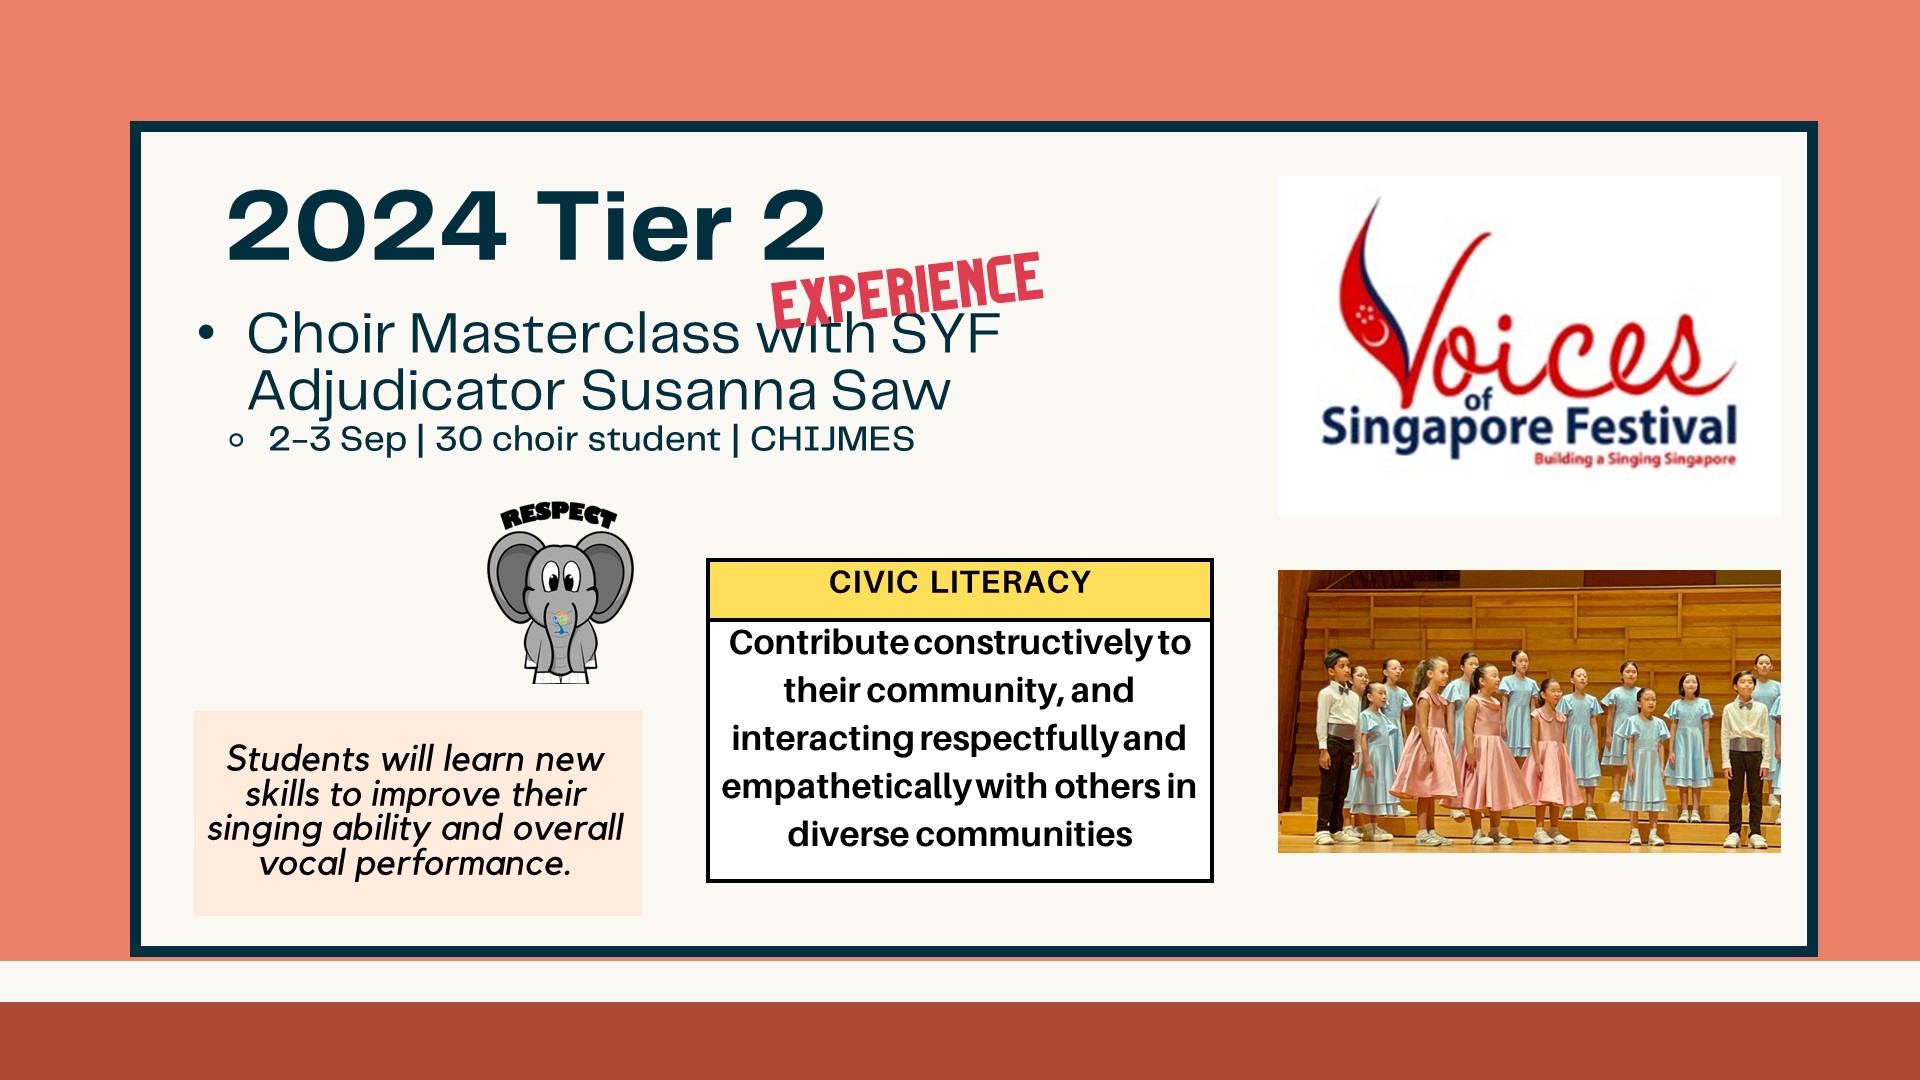 2024 Tier 2
EXPERIENCE
• Choir Masterclass with SYF
Adjudicator Susanna Saw
○ 2-3 Sep | 30 choir student | CHIJMES
RESPECT
Students will learn new
skills to improve their
singing ability and overall
vocal performance.
CIVIC LITERACY
Contribute constructively to
their community, and
interacting respectfully and
empathetically with others in
diverse communities
Voices
of
Singapore Festival
Building a Singing Singapore